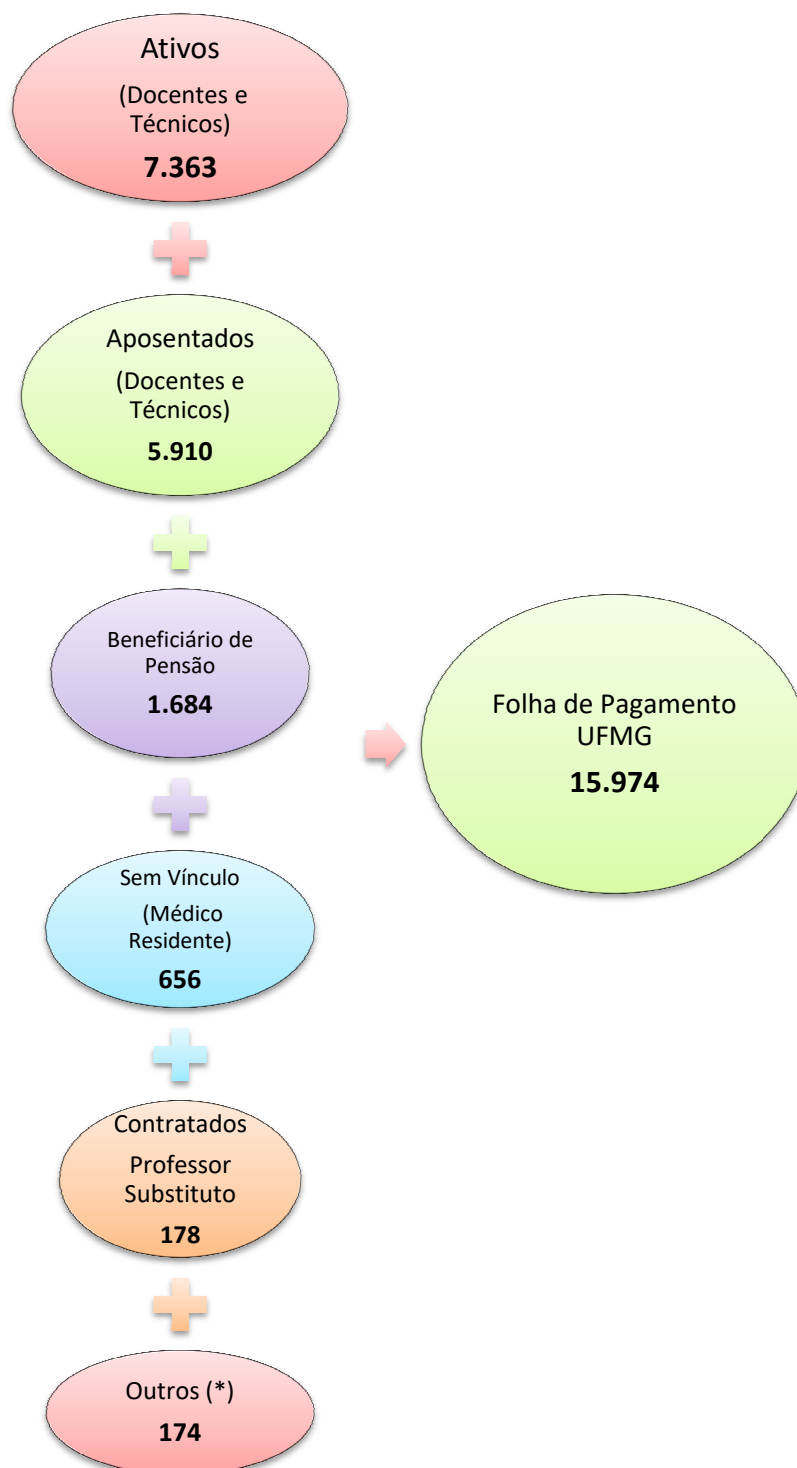 Ativos
(Docentes e
Técnicos)
7.363
Aposentados
(Docentes e
Técnicos)
5.910
Beneficiário de
Pensão
1.684
Sem Vínculo
(Médico
Residente)
656
Contratados
Professor
Substituto
178
Outros (*)
174
Folha de Pagamento
UFMG
15.974